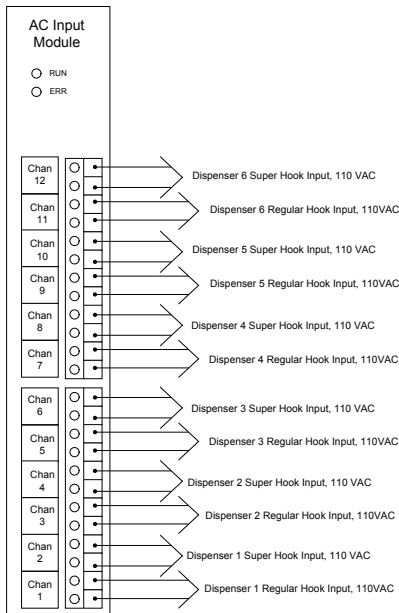 AC Input
Module
RUN
ERR
Chan
12
Dispenser 6 Super Hook Input, 110 VAC
Chan
11
Dispenser 6 Regular Hook Input, 110VAC
Chan
10
Dispenser 5 Super Hook Input, 110 VAC
Chan
9
Dispenser 5 Regular Hook Input, 110VAC
Chan
8
Dispenser 4 Super Hook Input, 110 VAC
Chan
7
Dispenser 4 Regular Hook Input, 110VAC
Chan
6
Dispenser 3 Super Hook Input, 110 VAC
Chan
5
Dispenser 3 Regular Hook Input, 110VAC
Chan
4
Dispenser 2 Super Hook Input, 110 VAC
Chan
3
Dispenser 2 Regular Hook Input, 110VAC
Chan
2
Dispenser 1 Super Hook Input, 110 VAC
Chan
1
Dispenser 1 Regular Hook Input, 110VAC